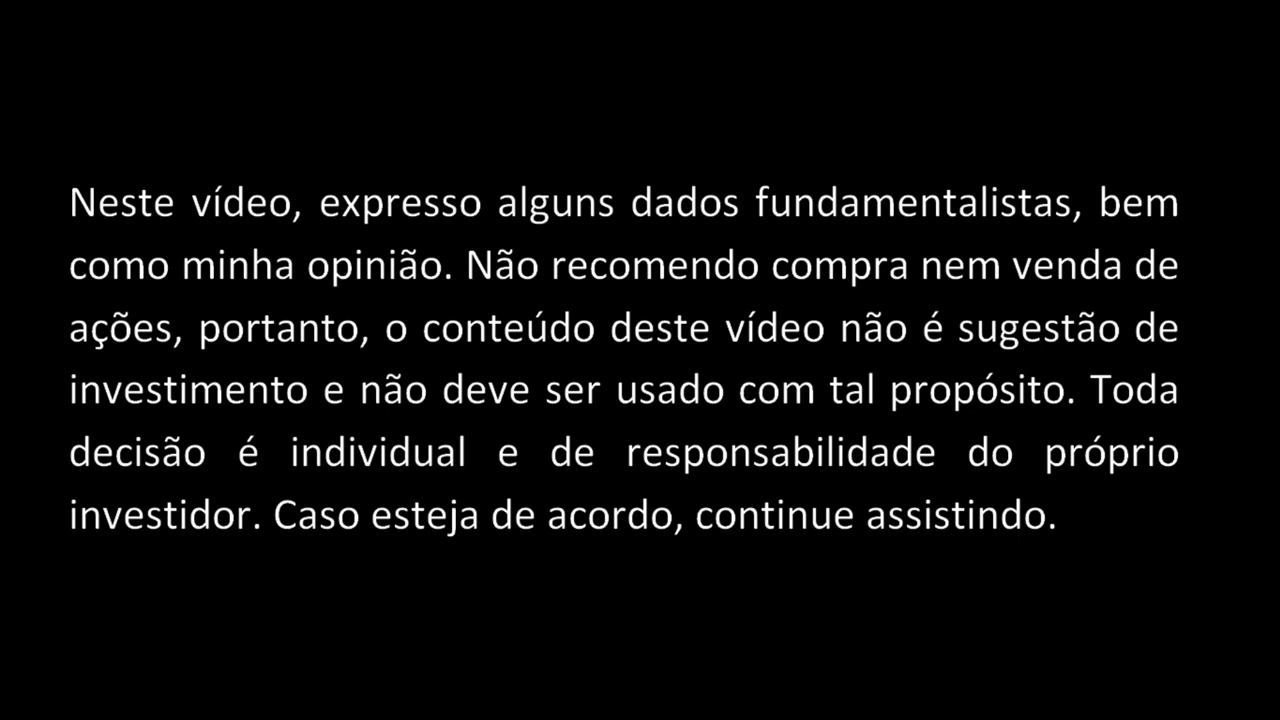 Neste vídeo, expresso alguns dados fundamentalistas, bem
como minha opinião. Não recomendo compra nem venda de
ações, portanto, o conteúdo deste vídeo não é sugestão de
investimento e não deve ser usado com tal propósito. Toda
decisão é individual e de responsabilidade do próprio
investidor. Caso esteja de acordo, continue assistindo.